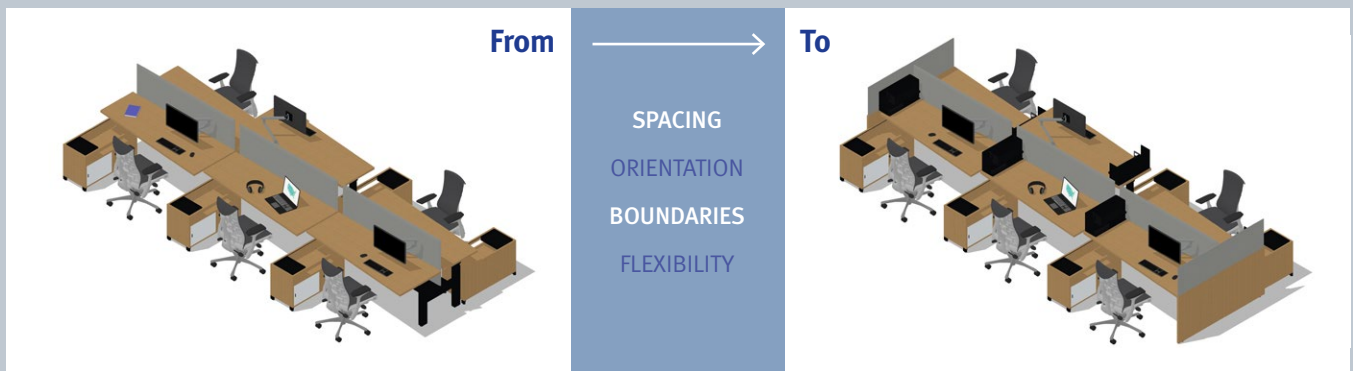 From
To
SPACING
ORIENTATION
BOUNDARIES
FLEXIBILITY